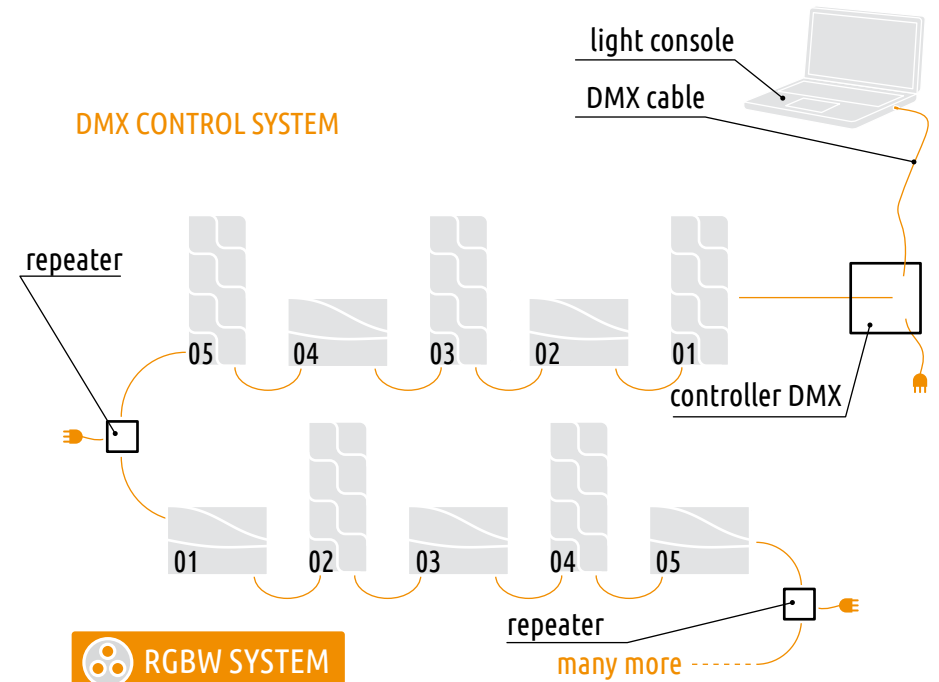 light console
DMX cable
DMX CONTROL SYSTEM
repeater
05
04
03
02
01
controller DMX
01
02
03
04
05
repeater
many more
RGBW SYSTEM